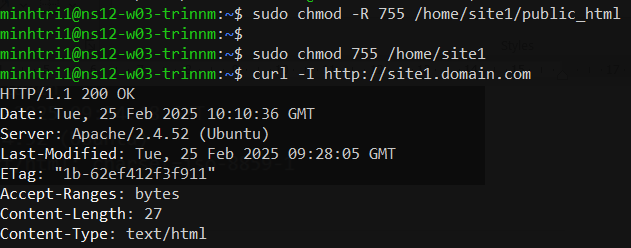 minhtri1@ns12-w03-trinnm:~$ sudo chmod -R 755 /home/site1/public_html
minhtri1@ns12-w03-trinnm:~$
minhtri1@ns12-w03-trinnm:~$ sudo chmod 755 /home/site1
minhtri1@ns12-w03-trinnm:~$ curl -I http://site1.domain.com
HTTP/1.1 200 OK
Date: Tue, 25 Feb 2025 10:10:36 GMT
Server: Apache/2.4.52 (Ubuntu)
Last-Modified: Tue, 25 Feb 2025 09:28:05 GMT
ETag: "1b-62ef412f3f911"
Accept-Ranges: bytes
Content-Length: 27
Content-Type: text/html